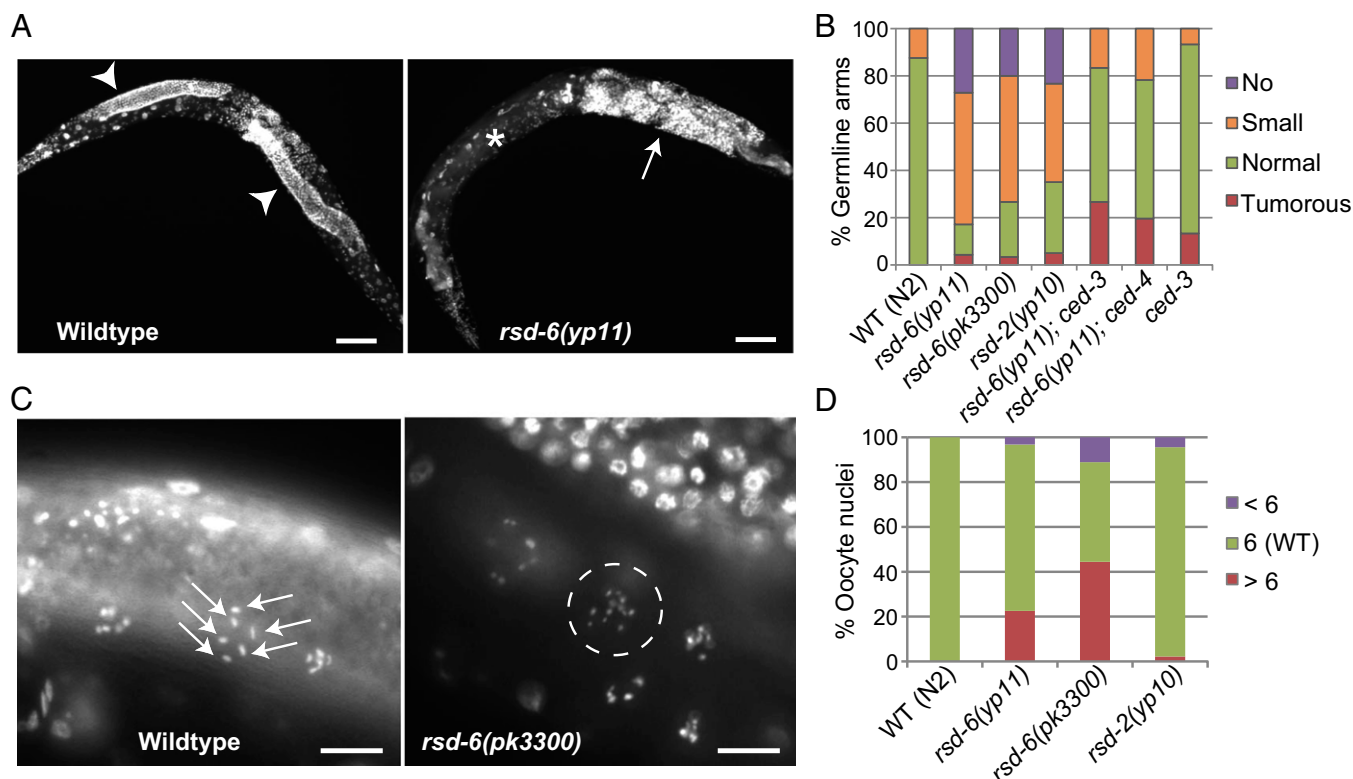 A
Wildtype
rsd-6(yp11)
B
% Germline arms
100
80
60
40
20
0
WT (N2)
rsd-6(yp11)
rsd-6(pk3300)
rsd-2(yp10)
rsd-6(yp11); ced-3
rsd-6(yp11); ced-4
ced-3
No
Small
Normal
Tumorous
C
Wildtype
rsd-6(pk3300)
D
% Oocyte nuclei
100
80
60
40
20
0
WT (N2)
rsd-6(yp11)
rsd-6(pk3300)
rsd-2(yp10)
< 6
6 (WT)
> 6